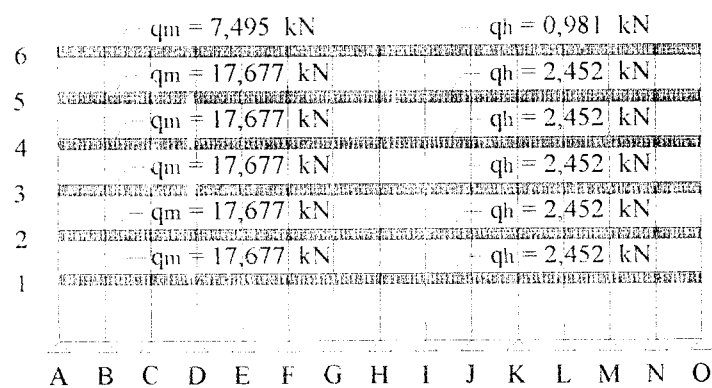 qm = 7,495 kN qh = 0,981 kN
6
qm = 17,677 kN qh = 2,452 kN
5
qm = 17,677 kN qh = 2,452 kN
4
qm = 17,677 kN qh = 2,452 kN
3
qm = 17,677 kN qh = 2,452 kN
2
qm = 17,677 kN qh = 2,452 kN
1
A B C D E F G H I J K L M N O